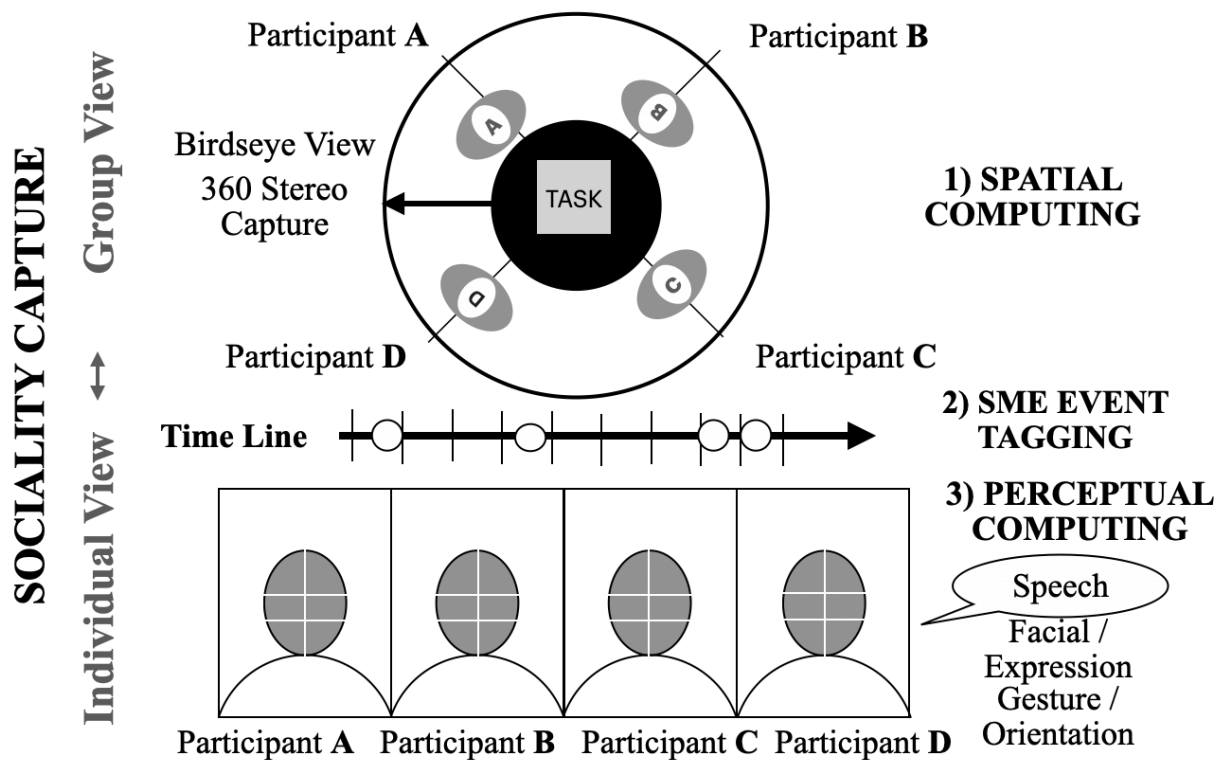 SOCIALITY CAPTURE
Group View
Individual View
Participant A
Participant B
Birdseye View
360 Stereo
Capture
A
B
TASK
D
C
Participant D
Participant C
1) SPATIAL
COMPUTING
Time Line
2) SME EVENT
TAGGING
3) PERCEPTUAL
COMPUTING
Speech
Facial /
Expression
Gesture /
Orientation
Participant A
Participant B
Participant C
Participant D